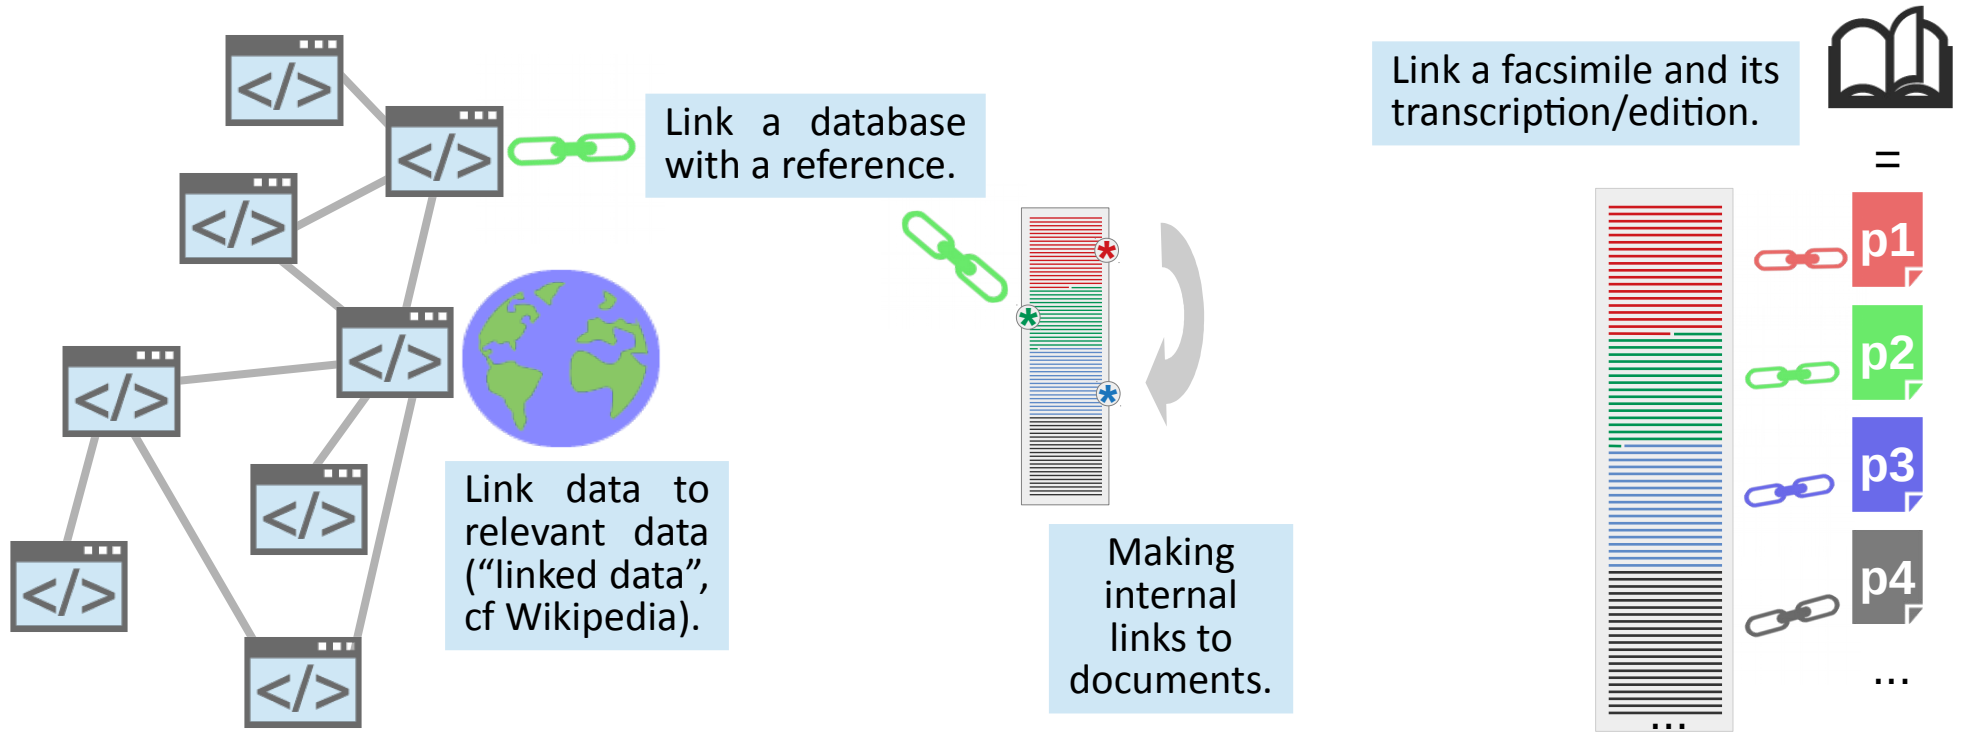 </>
</>
</>
</>
</>
</>
</>
</>
Link a database
with a reference.
Link data to
relevant data
(“linked data”,
cf Wikipedia).
*
*
*
Making
internal
links to
documents.
Link a facsimile and its
transcription/edition.
=
p1
p2
p3
p4
...
...